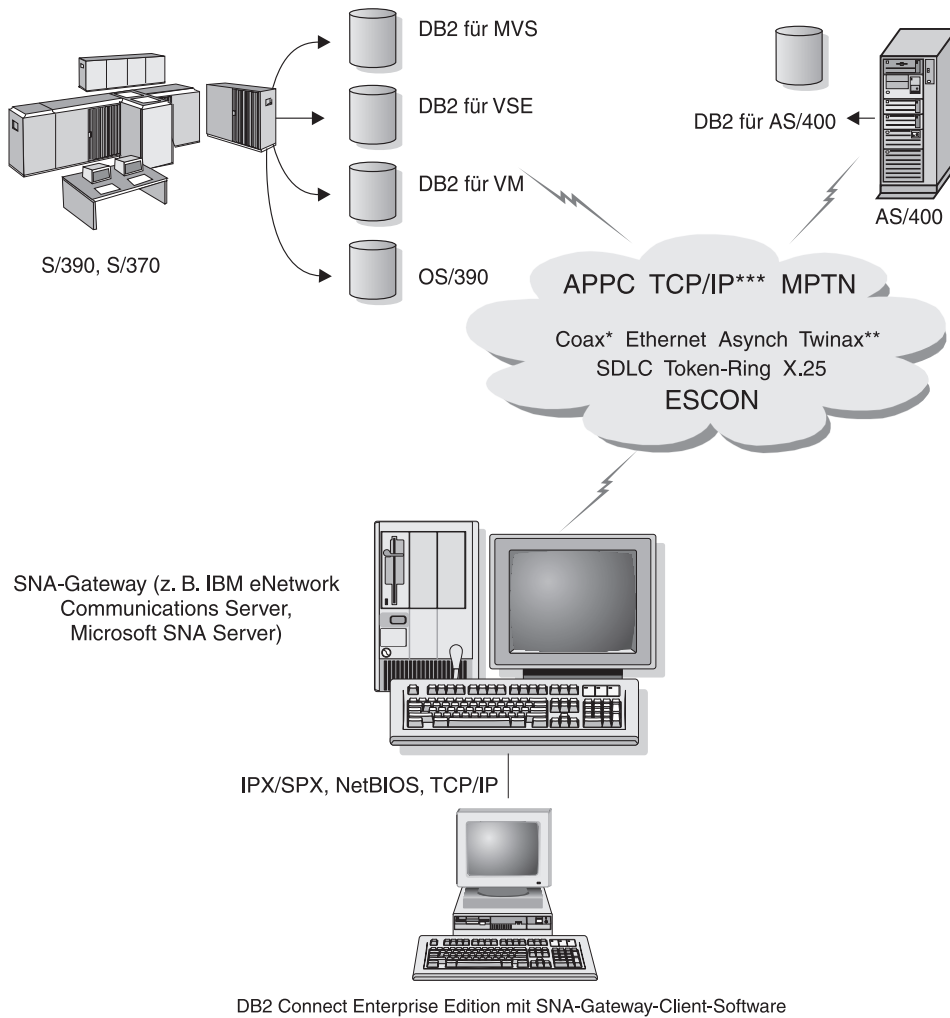 DB2 für MVS
DB2 für VSE
DB2 für VM
OS/390
S/390, S/370
DB2 für AS/400
AS/400
APPC TCP/IP*** MPTN
Coax* Ethernet Asynch Twinax**
SDLC Token-Ring X.25
ESCON
SNA-Gateway (z. B. IBM eNetwork
Communications Server,
Microsoft SNA Server)
IPX/SPX, NetBIOS, TCP/IP
DB2 Connect Enterprise Edition mit SNA-Gateway-Client-Software